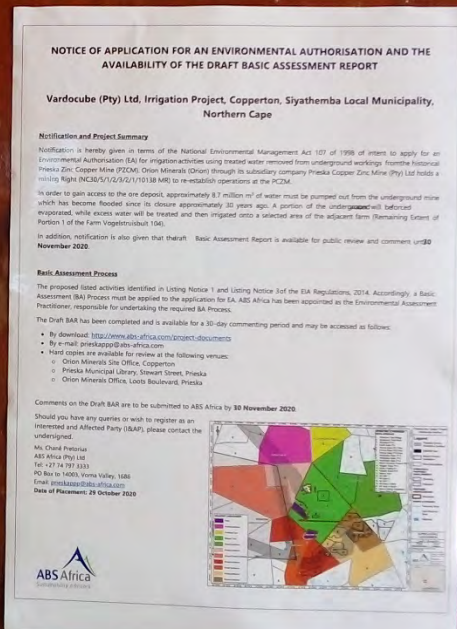 NOTICE OF APPLICATION FOR AN ENVIRONMENTAL AUTHORISATION AND THE
AVAILABILITY OF THE DRAFT BASIC ASSESSMENT REPORT
Vardocube (Pty) Ltd, Irrigation Project, Copperton, Siyathemba Local Municipality,
Northern Cape
Notification and Project Summary
Notification is hereby given in terms of the National Environmental Management Act 107 of 1998 of intent to apply for an
Environmental Authorisation (EA) for irrigation activities using treated water removed from underground workings from the historical
Prieska Zinc Copper Mine (PZCM). Orion Minerals (Orion) through its subsidiary company Prieska Copper Zinc Mine (Pty) Ltd holds a
mining Right (NC30/5/1/2/3/2/1/10138 MR) to re-establish operations at the PCZM.
In order to gain access to the ore deposit, approximately 8.7 million m³ of water must be pumped out from the underground mine
which has become flooded since its closure approximately 30 years ago. A portion of the underground will be forced
evaporated, while excess water will be treated and then irrigated onto a selected area of the adjacent farm (Remaining Extent of
Portion 1 of the Farm Vogelstruisbult 104).
In addition, notification is also given that the draft Basic Assessment Report is available for public review and comment until 30
November 2020.
Basic Assessment Process
The proposed listed activities identified in Listing Notice 1 and Listing Notice 3 of the EIA Regulations, 2014. Accordingly, a Basic
Assessment (BA) Process must be applied to the application for EA. ABS Africa has been appointed as the Environmental Assessment
Practitioner, responsible for undertaking the required BA Process.
The Draft BAR has been completed and is available for a 30-day commenting period and may be accessed as follows:
• By download: http://www.abs-africa.com/project-documents
• By e-mail: prieskappp@abs-africa.com
• Hard copies are available for review at the following venues:
o Orion Minerals Site Office, Copperton
o Prieska Municipal Library, Stewart Street, Prieska
o Orion Minerals Office, Loots Boulevard, Prieska
Comments on the Draft BAR are to be submitted to ABS Africa by 30 November 2020.
Should you have any queries or wish to register as an
Interested and Affected Party (I&AP), please contact the
undersigned.
Ms. Chané Pretorius
ABS Africa (Pty) Ltd
Tel: +27 74 797 3333
PO Box to 14003, Vorna Valley, 1686
Email: prieskappp@abs-africa.com
Date of Placement: 29 October 2020
ABS Africa